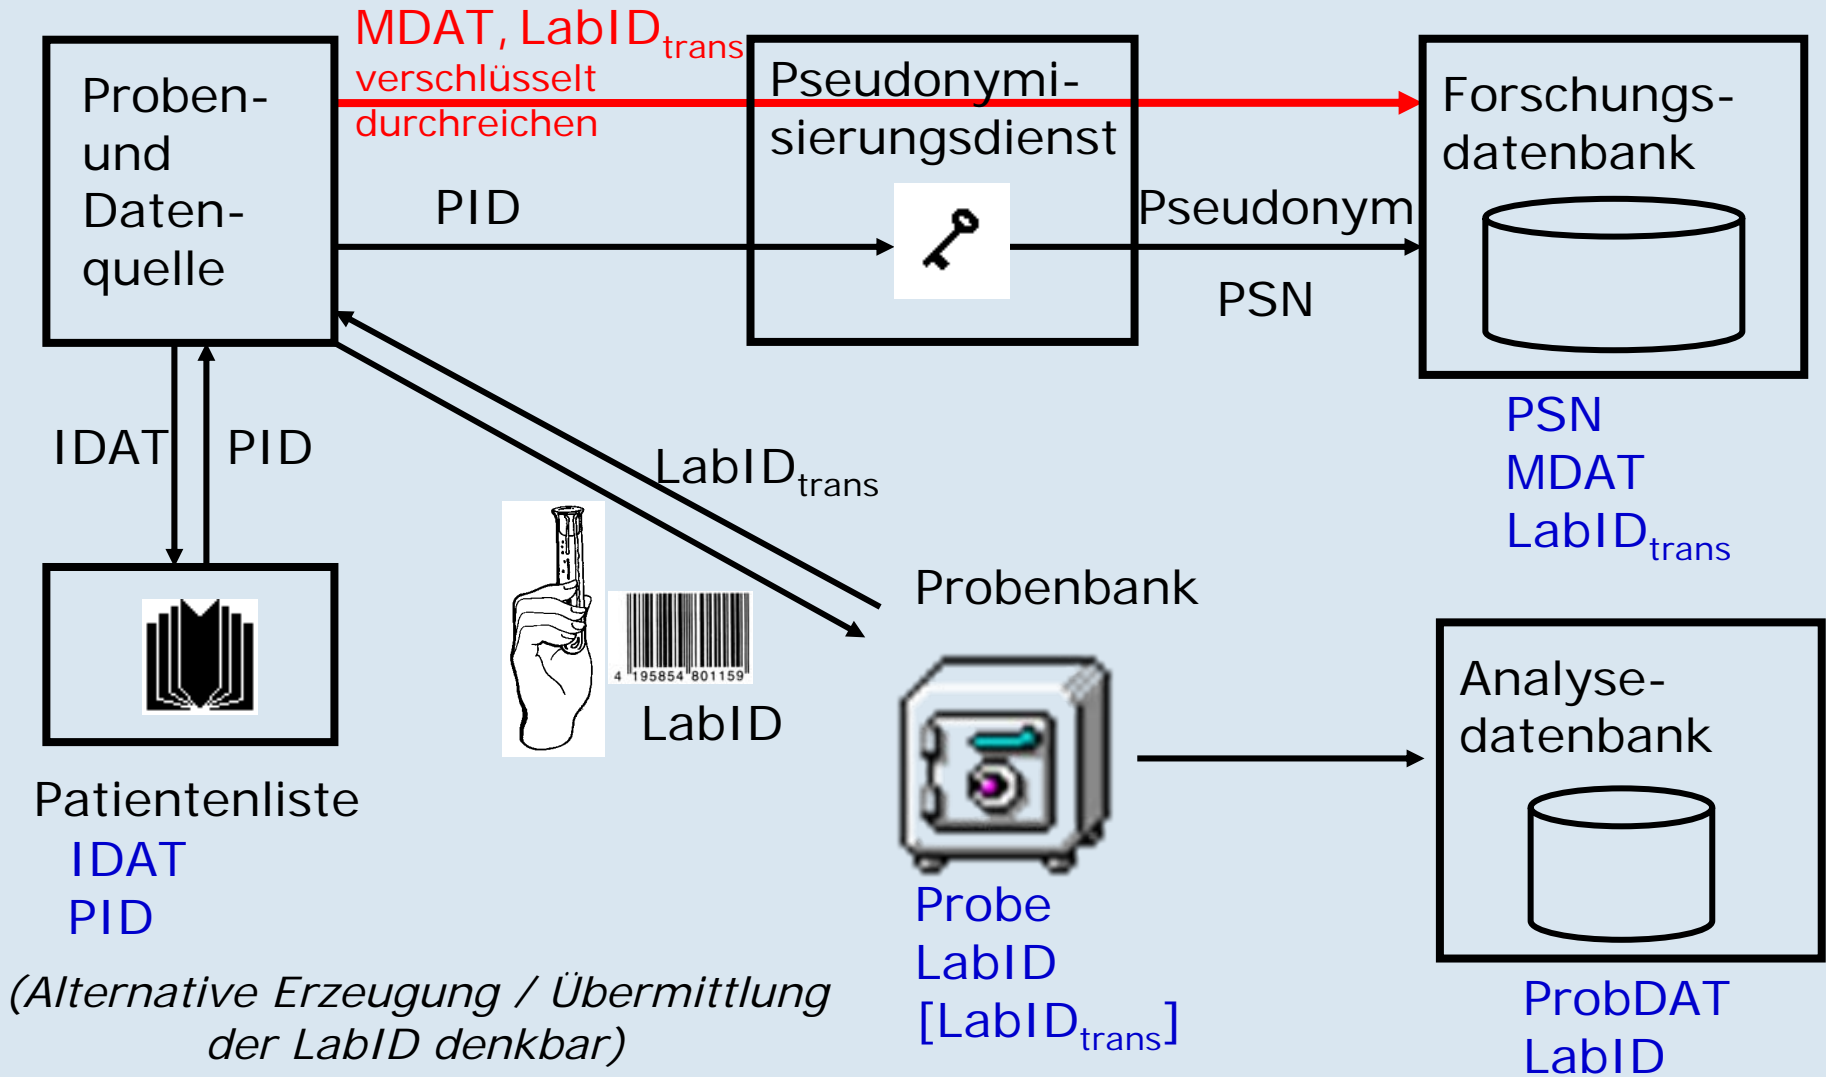 MDAT, LabIDtrans
verschlüsselt
durchreichen
Proben-
und
Daten-
quelle
Pseudonymi-
sierungsdienst
Forschungs-
datenbank
PID
Pseudonym
PSN
PSN
MDAT
LabIDtrans
IDAT
PID
LabIDtrans
4 195854 801159
LabID
Probenbank
Analyse-
datenbank
Patientenliste
IDAT
PID
Probe
LabID
[LabIDtrans]
ProbDAT
LabID
(Alternative Erzeugung / Übermittlung
der LabID denkbar)